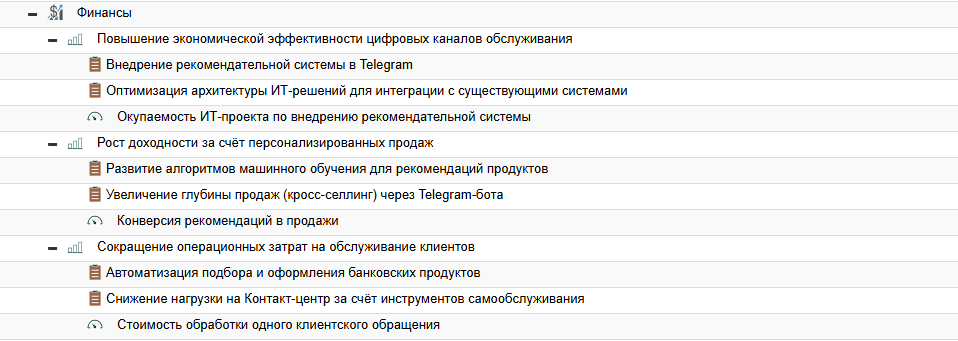 Финансы
Повышение экономической эффективности цифровых каналов обслуживания
Внедрение рекомендательной системы в Telegram
Оптимизация архитектуры ИТ-решений для интеграции с существующими системами
Окупаемость ИТ-проекта по внедрению рекомендательной системы
Рост доходности за счёт персонализированных продаж
Развитие алгоритмов машинного обучения для рекомендаций продуктов
Увеличение глубины продаж (кросс-селлинг) через Telegram-бота
Конверсия рекомендаций в продажи
Сокращение операционных затрат на обслуживание клиентов
Автоматизация подбора и оформления банковских продуктов
Снижение нагрузки на Контакт-центр за счёт инструментов самообслуживания
Стоимость обработки одного клиентского обращения